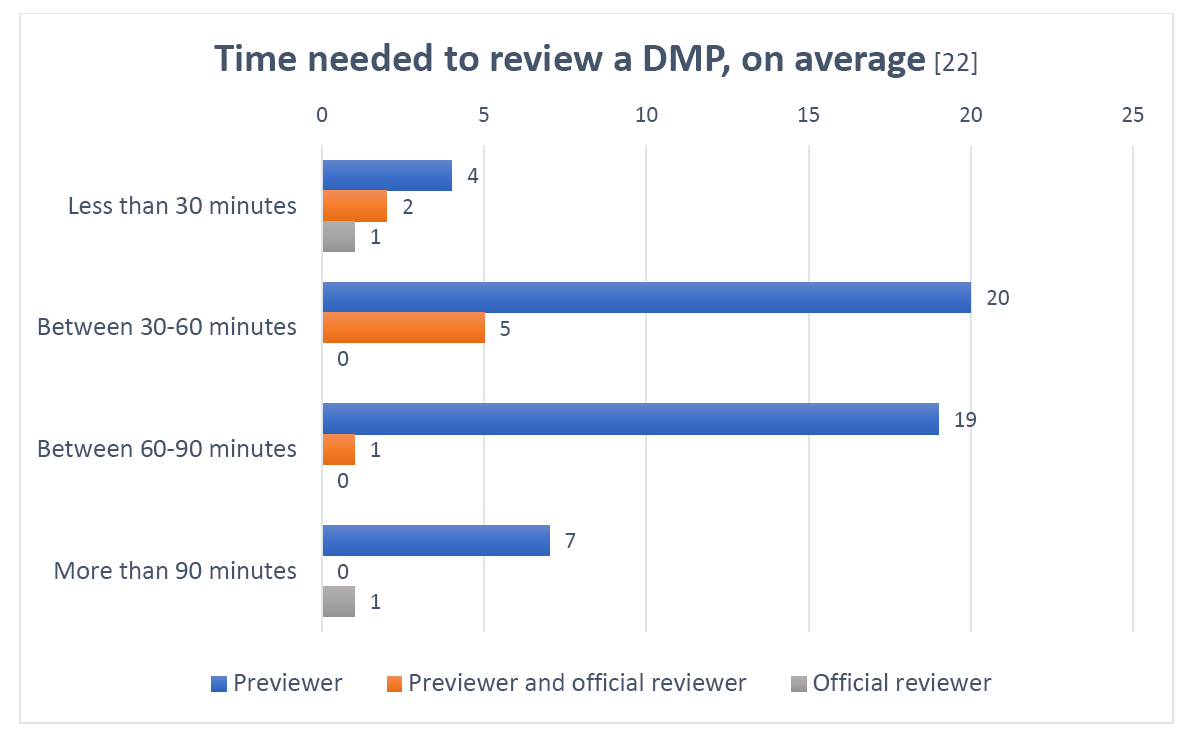 Time needed to review a DMP, on average [22]
0 5 10 15 20 25
Less than 30 minutes
4
2
1
Between 30-60 minutes
20
5
0
Between 60-90 minutes
19
1
0
More than 90 minutes
7
0
1
Previewer Previewer and official reviewer Official reviewer